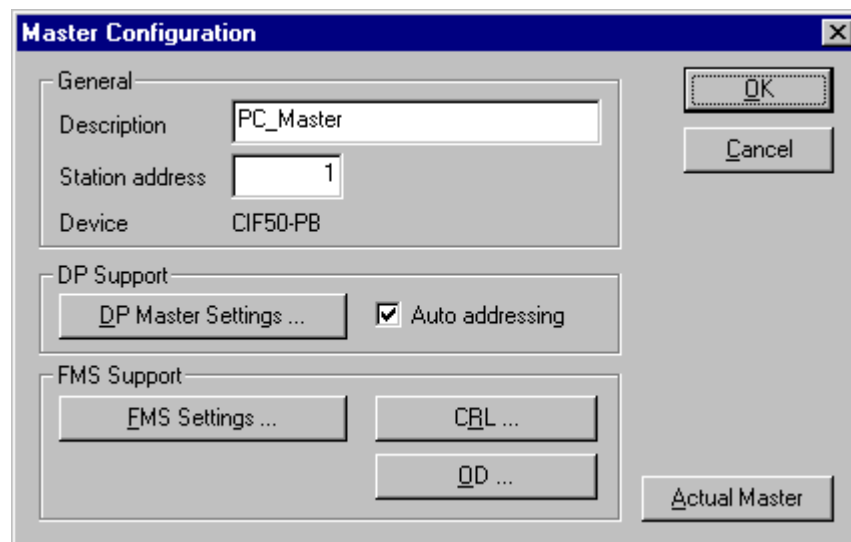 Master Configuration
General
Description PC_Master
Station address 1
Device CIF50-PB
OK
Cancel
DP Support
DP Master Settings ... Auto addressing
FMS Support
FMS Settings ... CRL ...
OD ...
Actual Master